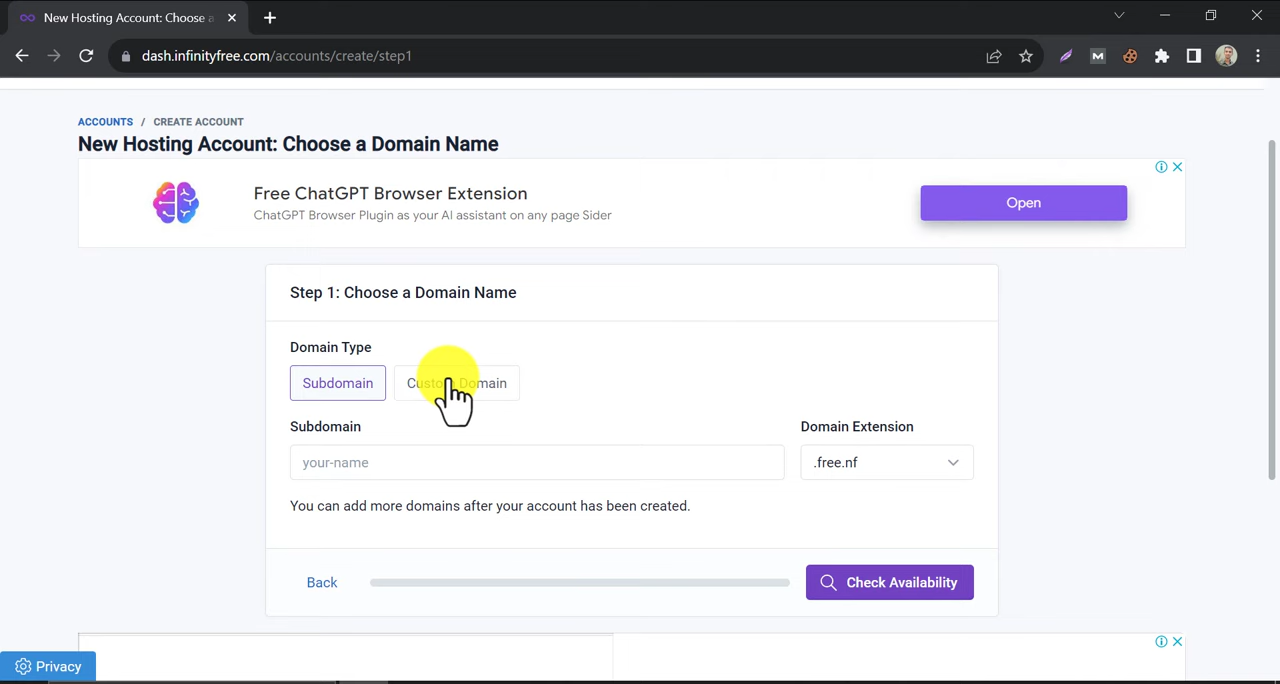 New Hosting Account: Choose a
dash.infinityfree.com/accounts/create/step1
M
ACCOUNTS / CREATE ACCOUNT
New Hosting Account: Choose a Domain Name
Free ChatGPT Browser Extension
ChatGPT Browser Plugin as your AI assistant on any page Sider
Open
Step 1: Choose a Domain Name
Domain Type
Subdomain
Custom Domain
Subdomain
Domain Extension
your-name
.free.nf
You can add more domains after your account has been created.
Back
Check Availability
Privacy